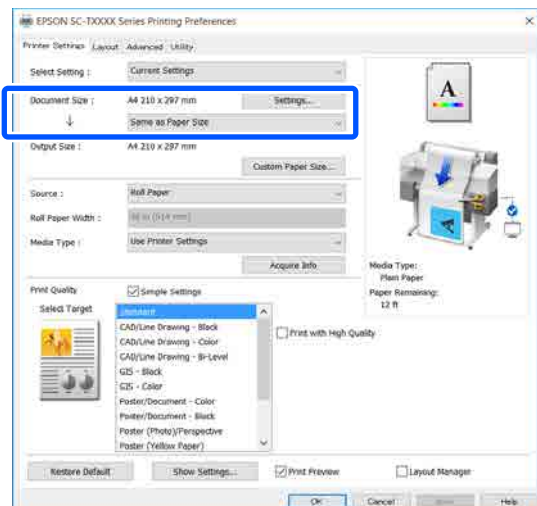 EPSON SC-TXXXX Series Printing Preferences
Printer Settings Layout Advanced Utility
Select Setting : Current Settings
Document Size : A4 210 x 297 mm Settings...
↓ Same as Paper Size
Output Size : A4 210 x 297 mm
Custom Paper Size...
Source : Roll Paper
Roll Paper Width :
Media Type : Use Printer Settings
Acquire Info
A
Media Type:
Plain Paper
Paper Remaining:
12 ft
Print Quality Simple Settings
Select Target
Standard
CAD/Line Drawing - Black
CAD/Line Drawing - Color
CAD/Line Drawing - Bi-Level
GIS - Black
GIS - Color
Poster/Document - Color
Poster/Document - Black
Poster (Photo)/Perspective
Poster (Yellow Paper)
Print with High Quality
Restore Default Show Settings... Print Preview Layout Manager
OK Cancel Help